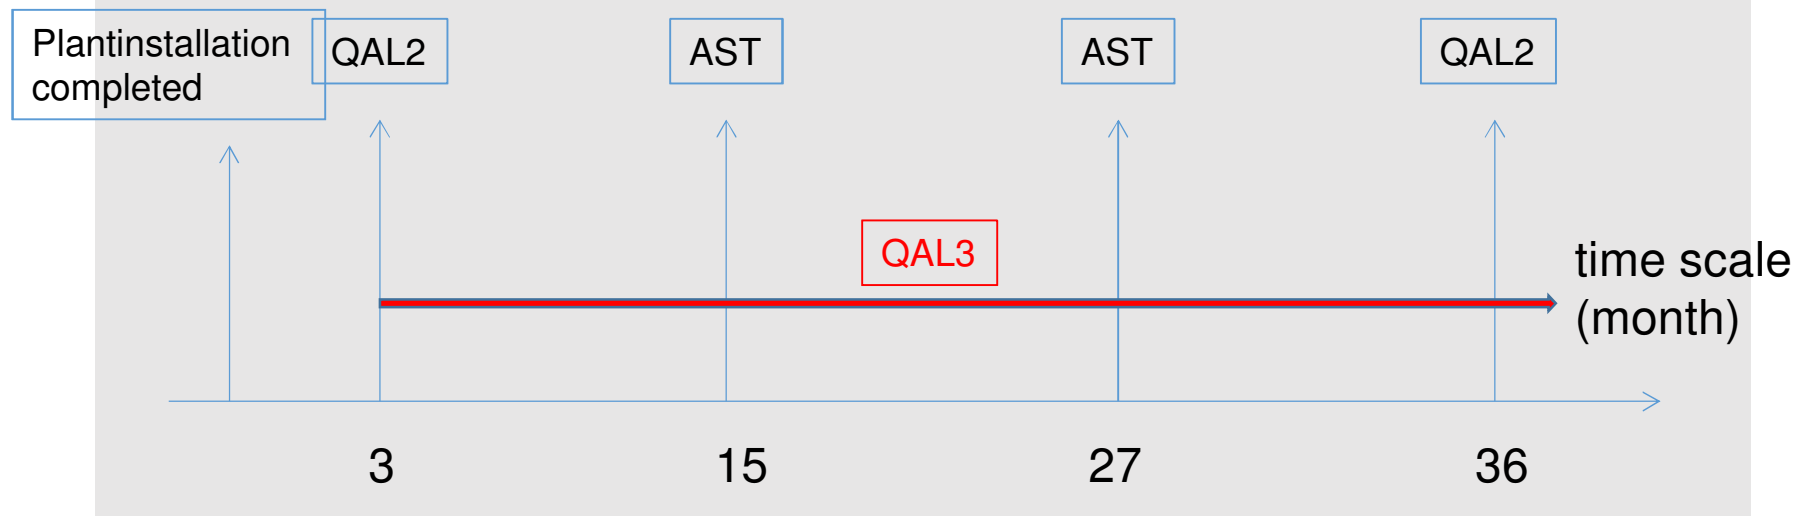 Plantinstallation
completed
QAL2
AST
AST
QAL2
QAL3
time scale
(month)
3
15
27
36